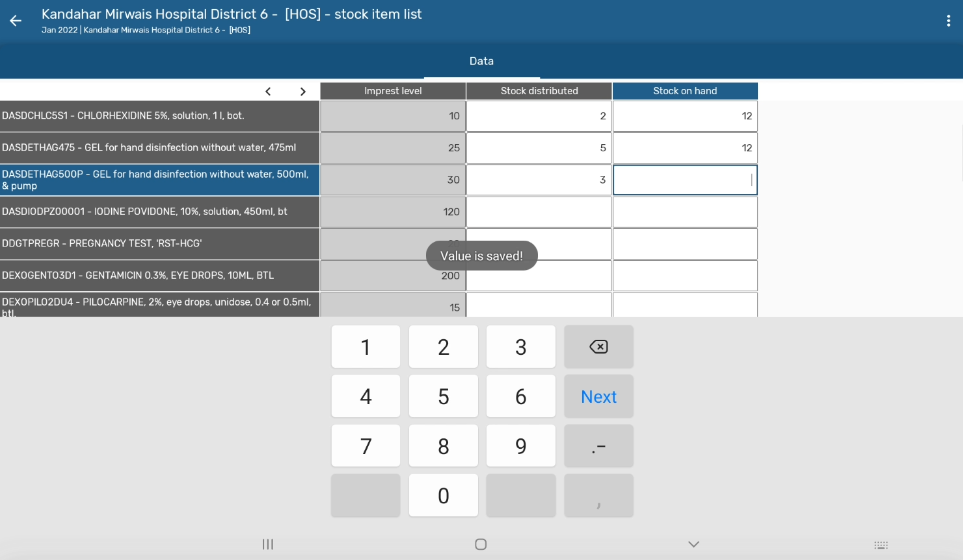 Kandahar Mirwais Hospital District 6 - [HOS] - stock item list
Jan 2022 | Kandahar Mirwais Hospital District 6 - [HOS]
Data
Imprest level Stock distributed Stock on hand
DASDCHLC5S1 - CHLORHEXIDINE 5%, solution, 1 l, bot. 10 2 12
DASDETHAG475 - GEL for hand disinfection without water, 475ml 25 5 12
DASDETHAG500P - GEL for hand disinfection without water, 500ml,
& pump 30 3
DASDIODPZ00001 - IODINE POVIDONE, 10%, solution, 450ml, bt 120
DDGTPREGR - PREGNANCY TEST, 'RST-HCG'
Value is saved!
DEXOGENTO3D1 - GENTAMICIN 0.3%, EYE DROPS, 10ML, BTL 200
DEXOPILO2DU4 - PILOCARPINE, 2%, eye drops, unidose, 0.4 or 0.5ml,
btl. 15
1 2 3
4 5 6 Next
7 8 9 .-
0 ,